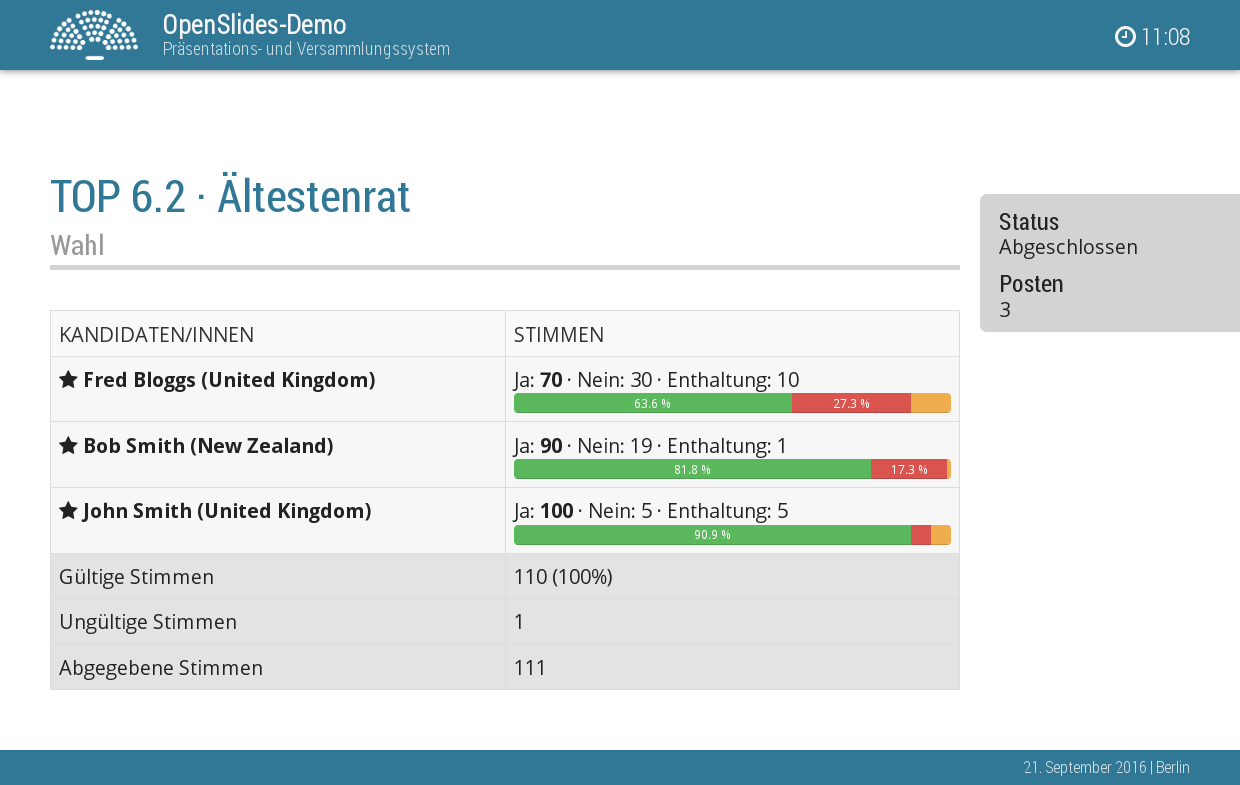 OpenSlides-Demo
Präsentations- und Versammlungssystem
11:08
TOP 6.2 · Ältestenrat
Wahl
Status
Abgeschlossen
Posten
3
KANDIDATEN/INNEN STIMMEN
Fred Bloggs (United Kingdom) Ja: 70 · Nein: 30 · Enthaltung: 10
63.6 % 27.3 %
Bob Smith (New Zealand) Ja: 90 · Nein: 19 · Enthaltung: 1
81.8 % 17.3 %
John Smith (United Kingdom) Ja: 100 · Nein: 5 · Enthaltung: 5
90.9 %
Gültige Stimmen 110 (100%)
Ungültige Stimmen 1
Abgegebene Stimmen 111
21. September 2016 | Berlin